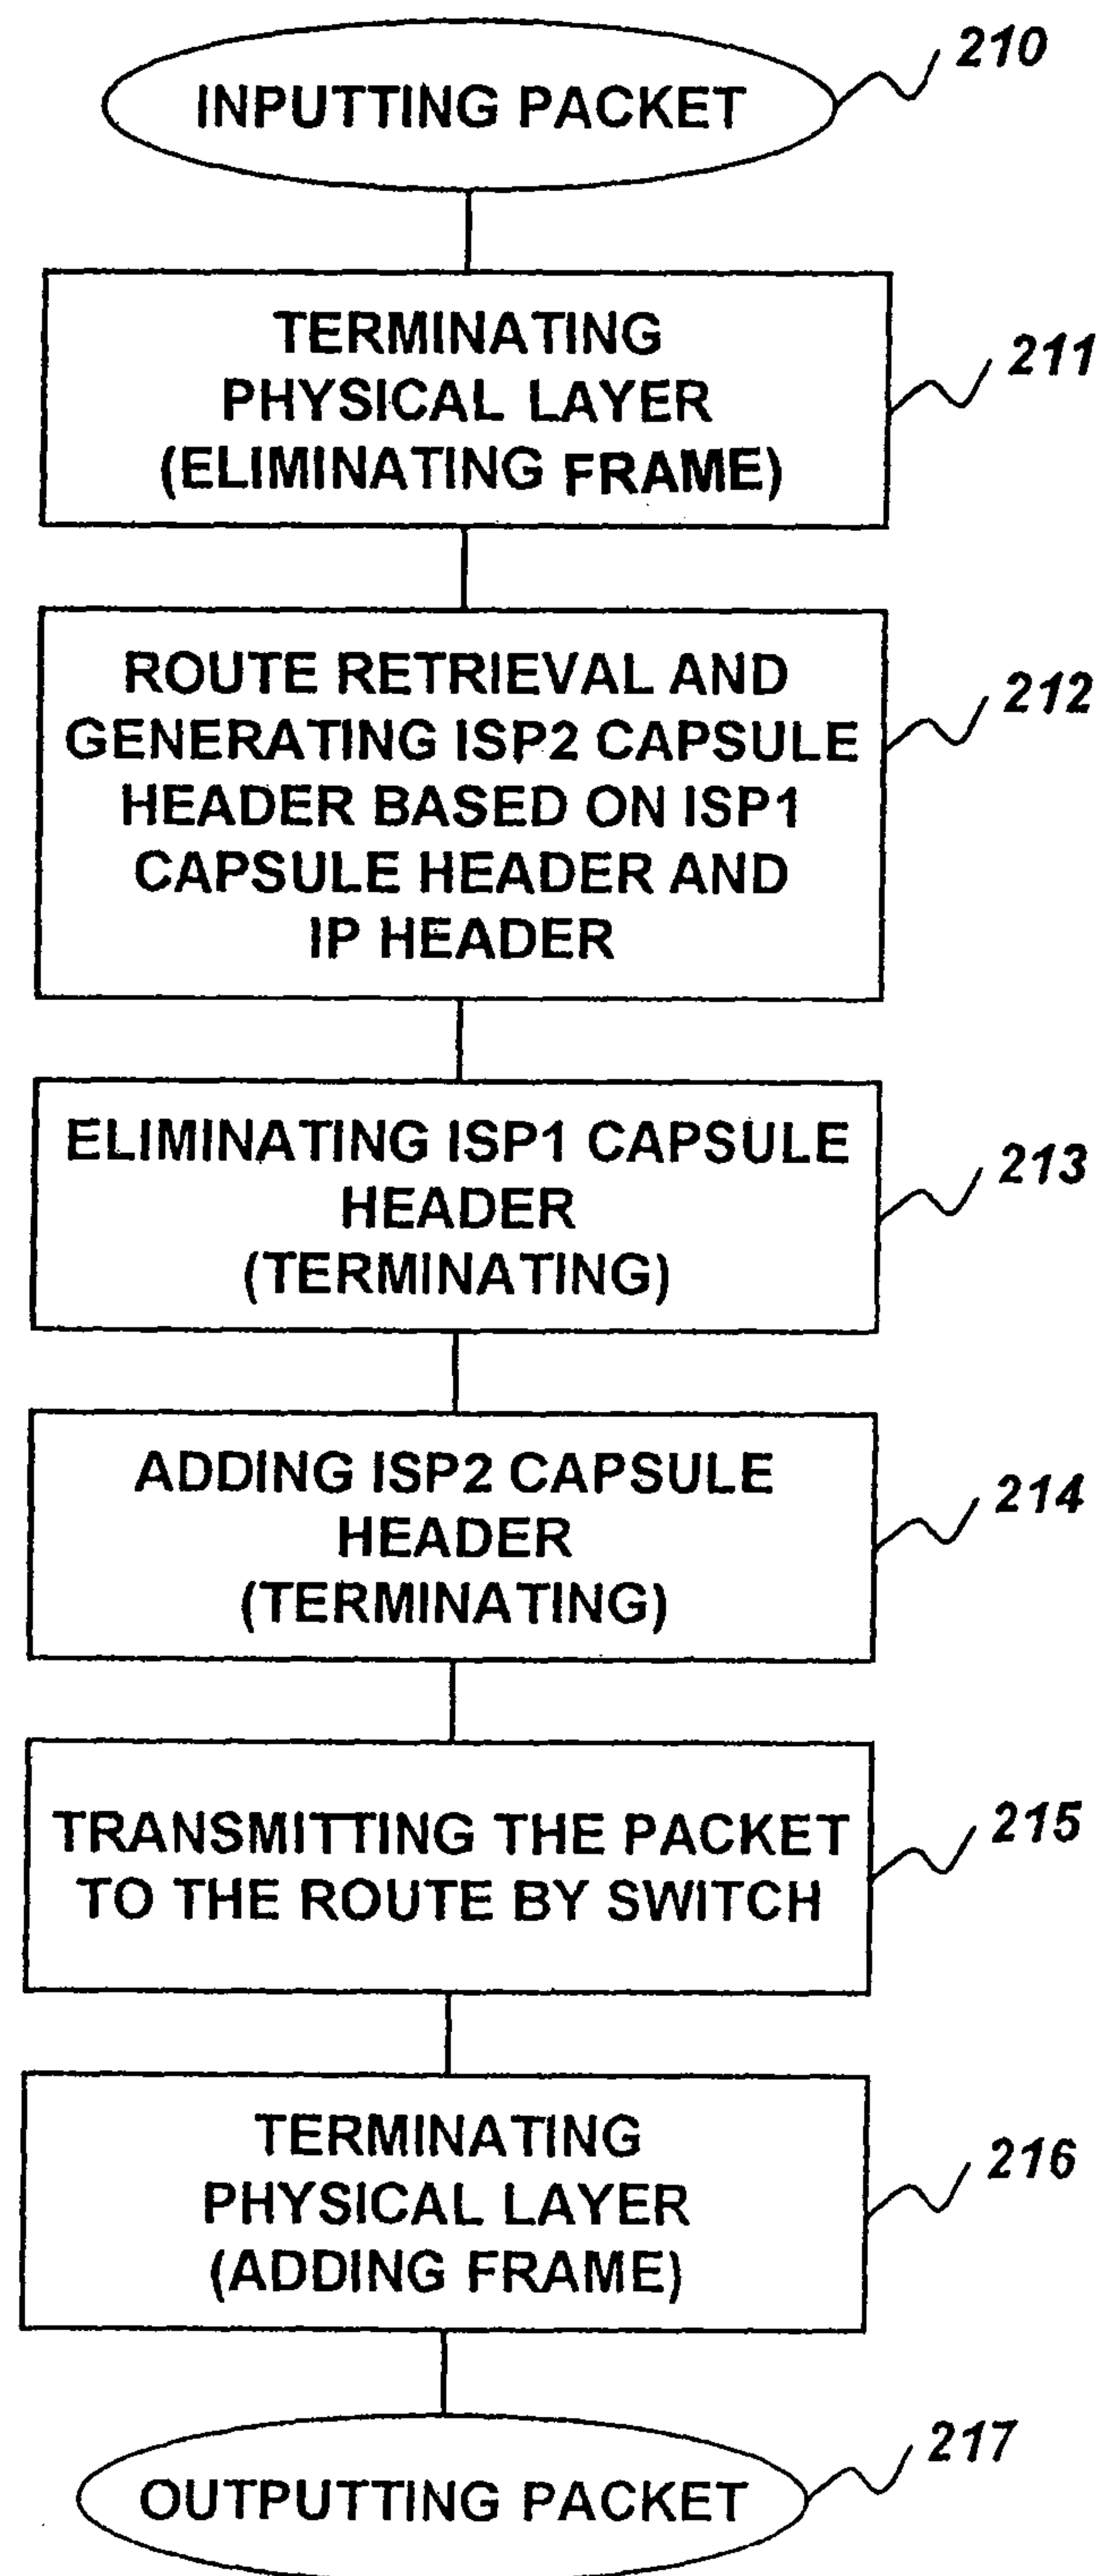 INPUTTING PACKET
210
TERMINATING
PHYSICAL LAYER
(ELIMINATING FRAME)
211
ROUTE RETRIEVAL AND
GENERATING ISP2 CAPSULE
HEADER BASED ON ISP1
CAPSULE HEADER AND
IP HEADER
212
ELIMINATING ISP1 CAPSULE
HEADER
(TERMINATING)
213
ADDING ISP2 CAPSULE
HEADER
(TERMINATING)
214
TRANSMITTING THE PACKET
TO THE ROUTE BY SWITCH
215
TERMINATING
PHYSICAL LAYER
(ADDING FRAME)
216
OUTPUTTING PACKET
217